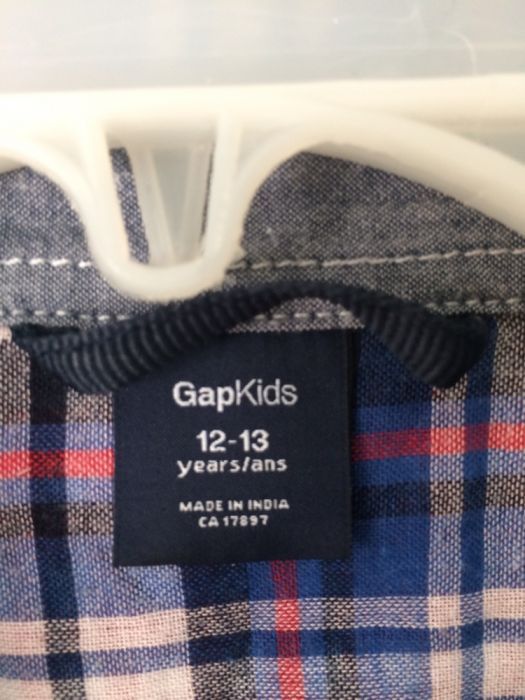 GapKids
12-13
years/ans
MADE IN INDIA
CA 17897